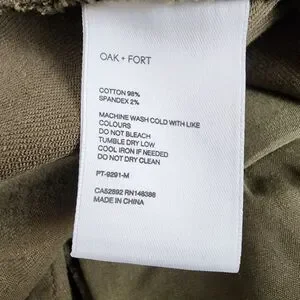 OAK + FORT
COTTON 98%
SPANDEX 2%
MACHINE WASH COLD WITH LIKE
COLOURS
DO NOT BLEACH
TUMBLE DRY LOW
COOL IRON IF NEEDED
DO NOT DRY CLEAN
PT-9291-M
CA52892 RN148388
MADE IN CHINA